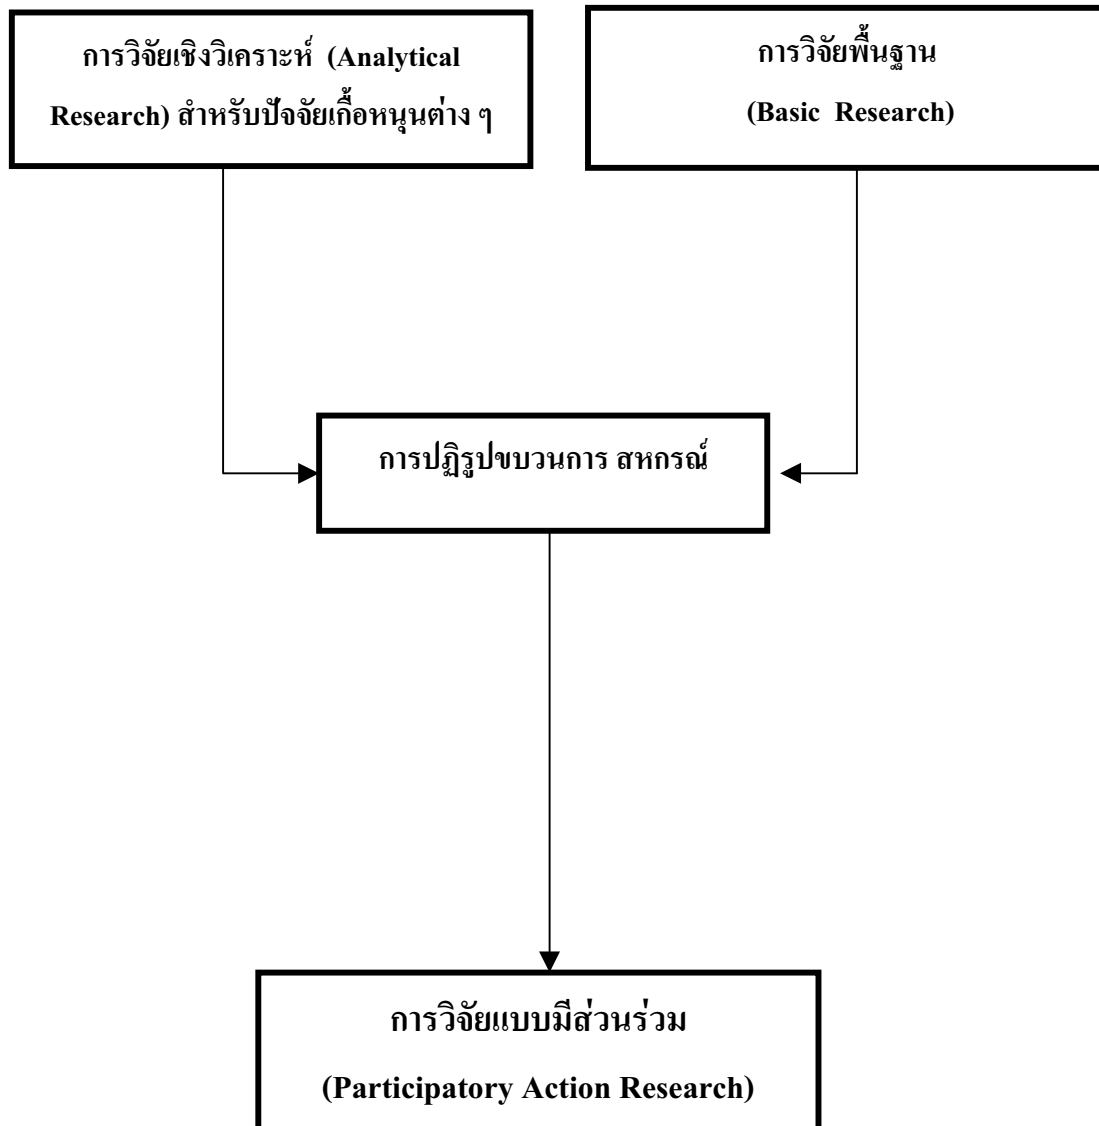 การวิจัยเชิงวิเคราะห์ (Analytical
Research) สำหรับปัจจัยเกื้อหนุนต่าง ๆ
การวิจัยพื้นฐาน
(Basic Research)
การปฏิรูปขบวนการ สหกรณ์
การวิจัยแบบมีส่วนร่วม
(Participatory Action Research)